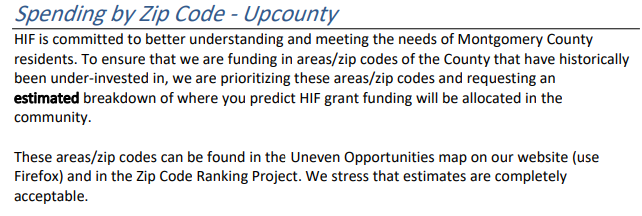 Spending by Zip Code - Upcounty
HIF is committed to better understanding and meeting the needs of Montgomery County
residents. To ensure that we are funding in areas/zip codes of the County that have historically
been under-invested in, we are prioritizing these areas/zip codes and requesting an
estimated breakdown of where you predict HIF grant funding will be allocated in the
community.
These areas/zip codes can be found in the Uneven Opportunities map on our website (use
Firefox) and in the Zip Code Ranking Project. We stress that estimates are completely
acceptable.